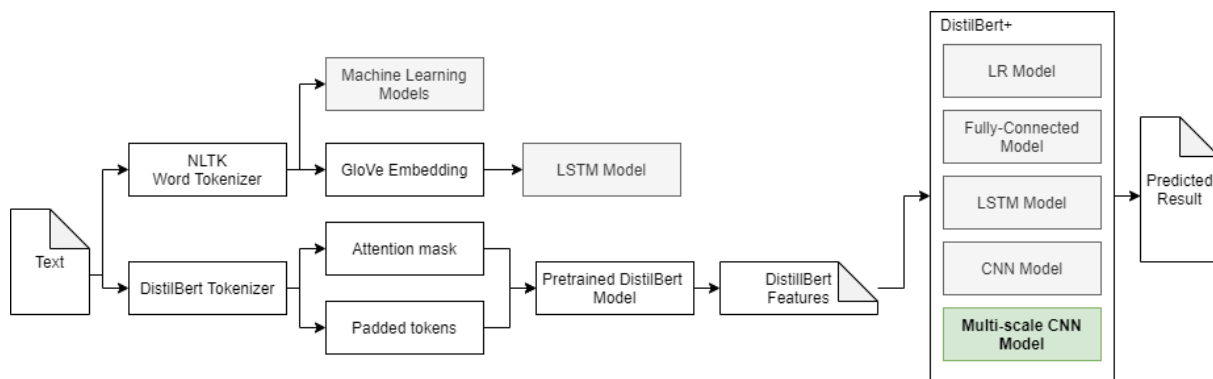 Text
NLTK
Word Tokenizer
DistilBert Tokenizer
Machine Learning
Models
GloVe Embedding
LSTM Model
Attention mask
Padded tokens
Pretrained DistilBert
Model
DistillBert
Features
DistilBert+
LR Model
Fully-Connected
Model
LSTM Model
CNN Model
Multi-scale CNN
Model
Predicted
Result